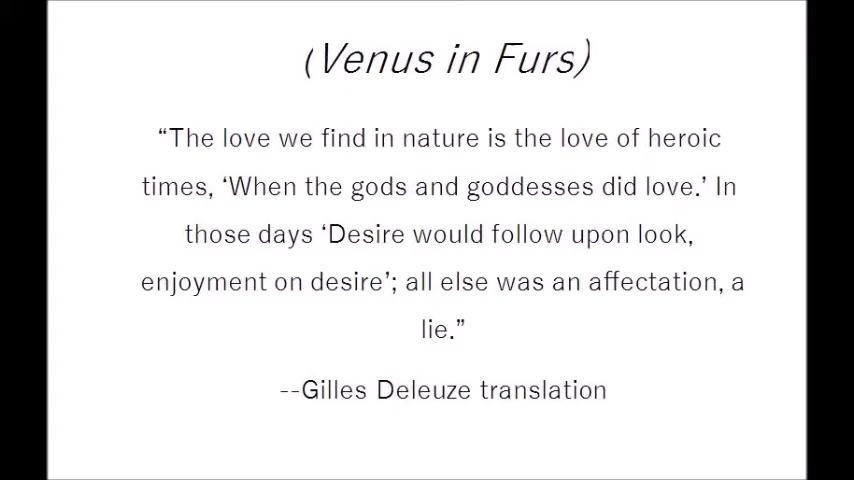 (Venus in Furs)
“The love we find in nature is the love of heroic
times, ‘When the gods and goddesses did love.’ In
those days ‘Desire would follow upon look,
enjoyment on desire’; all else was an affectation, a
lie.”
--Gilles Deleuze translation